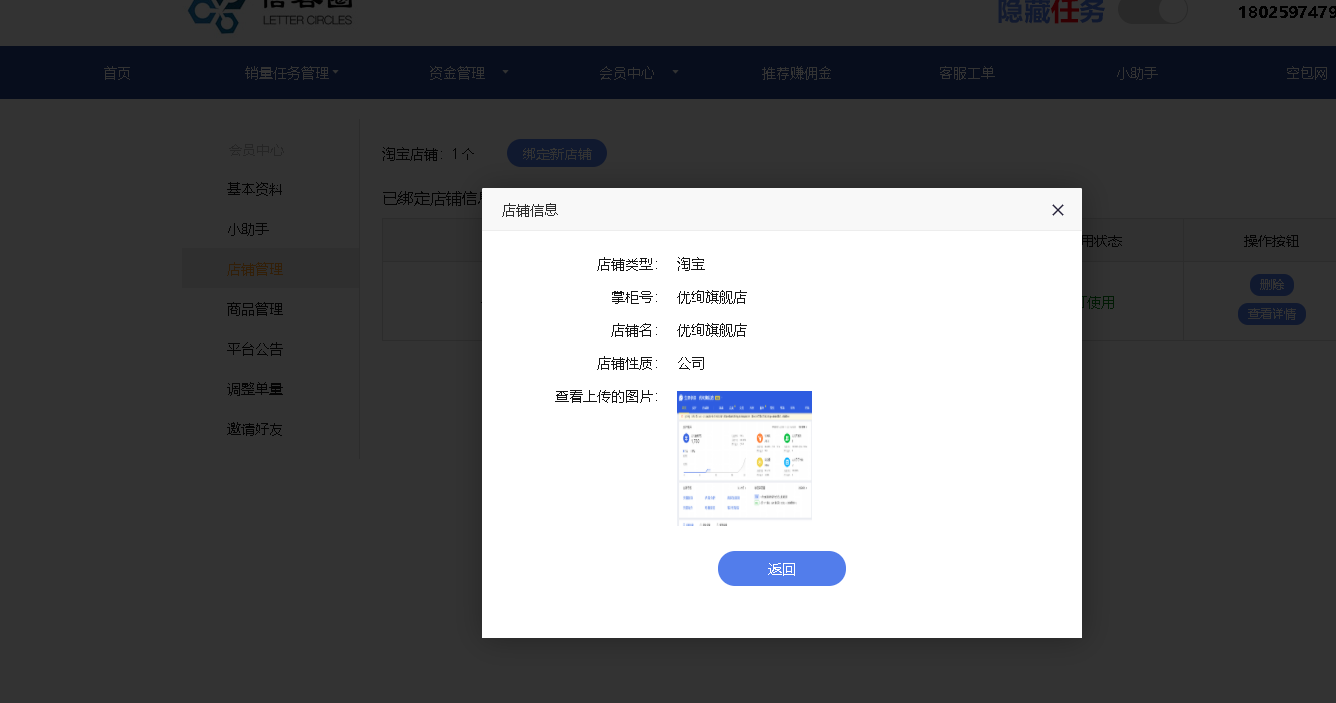 LETTER CIRCLES
隐藏任务
1802597479
首页 销量任务管理 资金管理 会员中心 推荐赚佣金 客服工单 小助手 空包网
会员中心
基本资料
小助手
店铺管理
商品管理
平台公告
调整单量
邀请好友
淘宝店铺：1个 绑定新店铺
已绑定店铺信
用状态 操作按钮
使用
删除
查看详情
店铺信息
店铺类型： 淘宝
掌柜号： 优绚旗舰店
店铺名： 优绚旗舰店
店铺性质： 公司
查看上传的图片：
返回